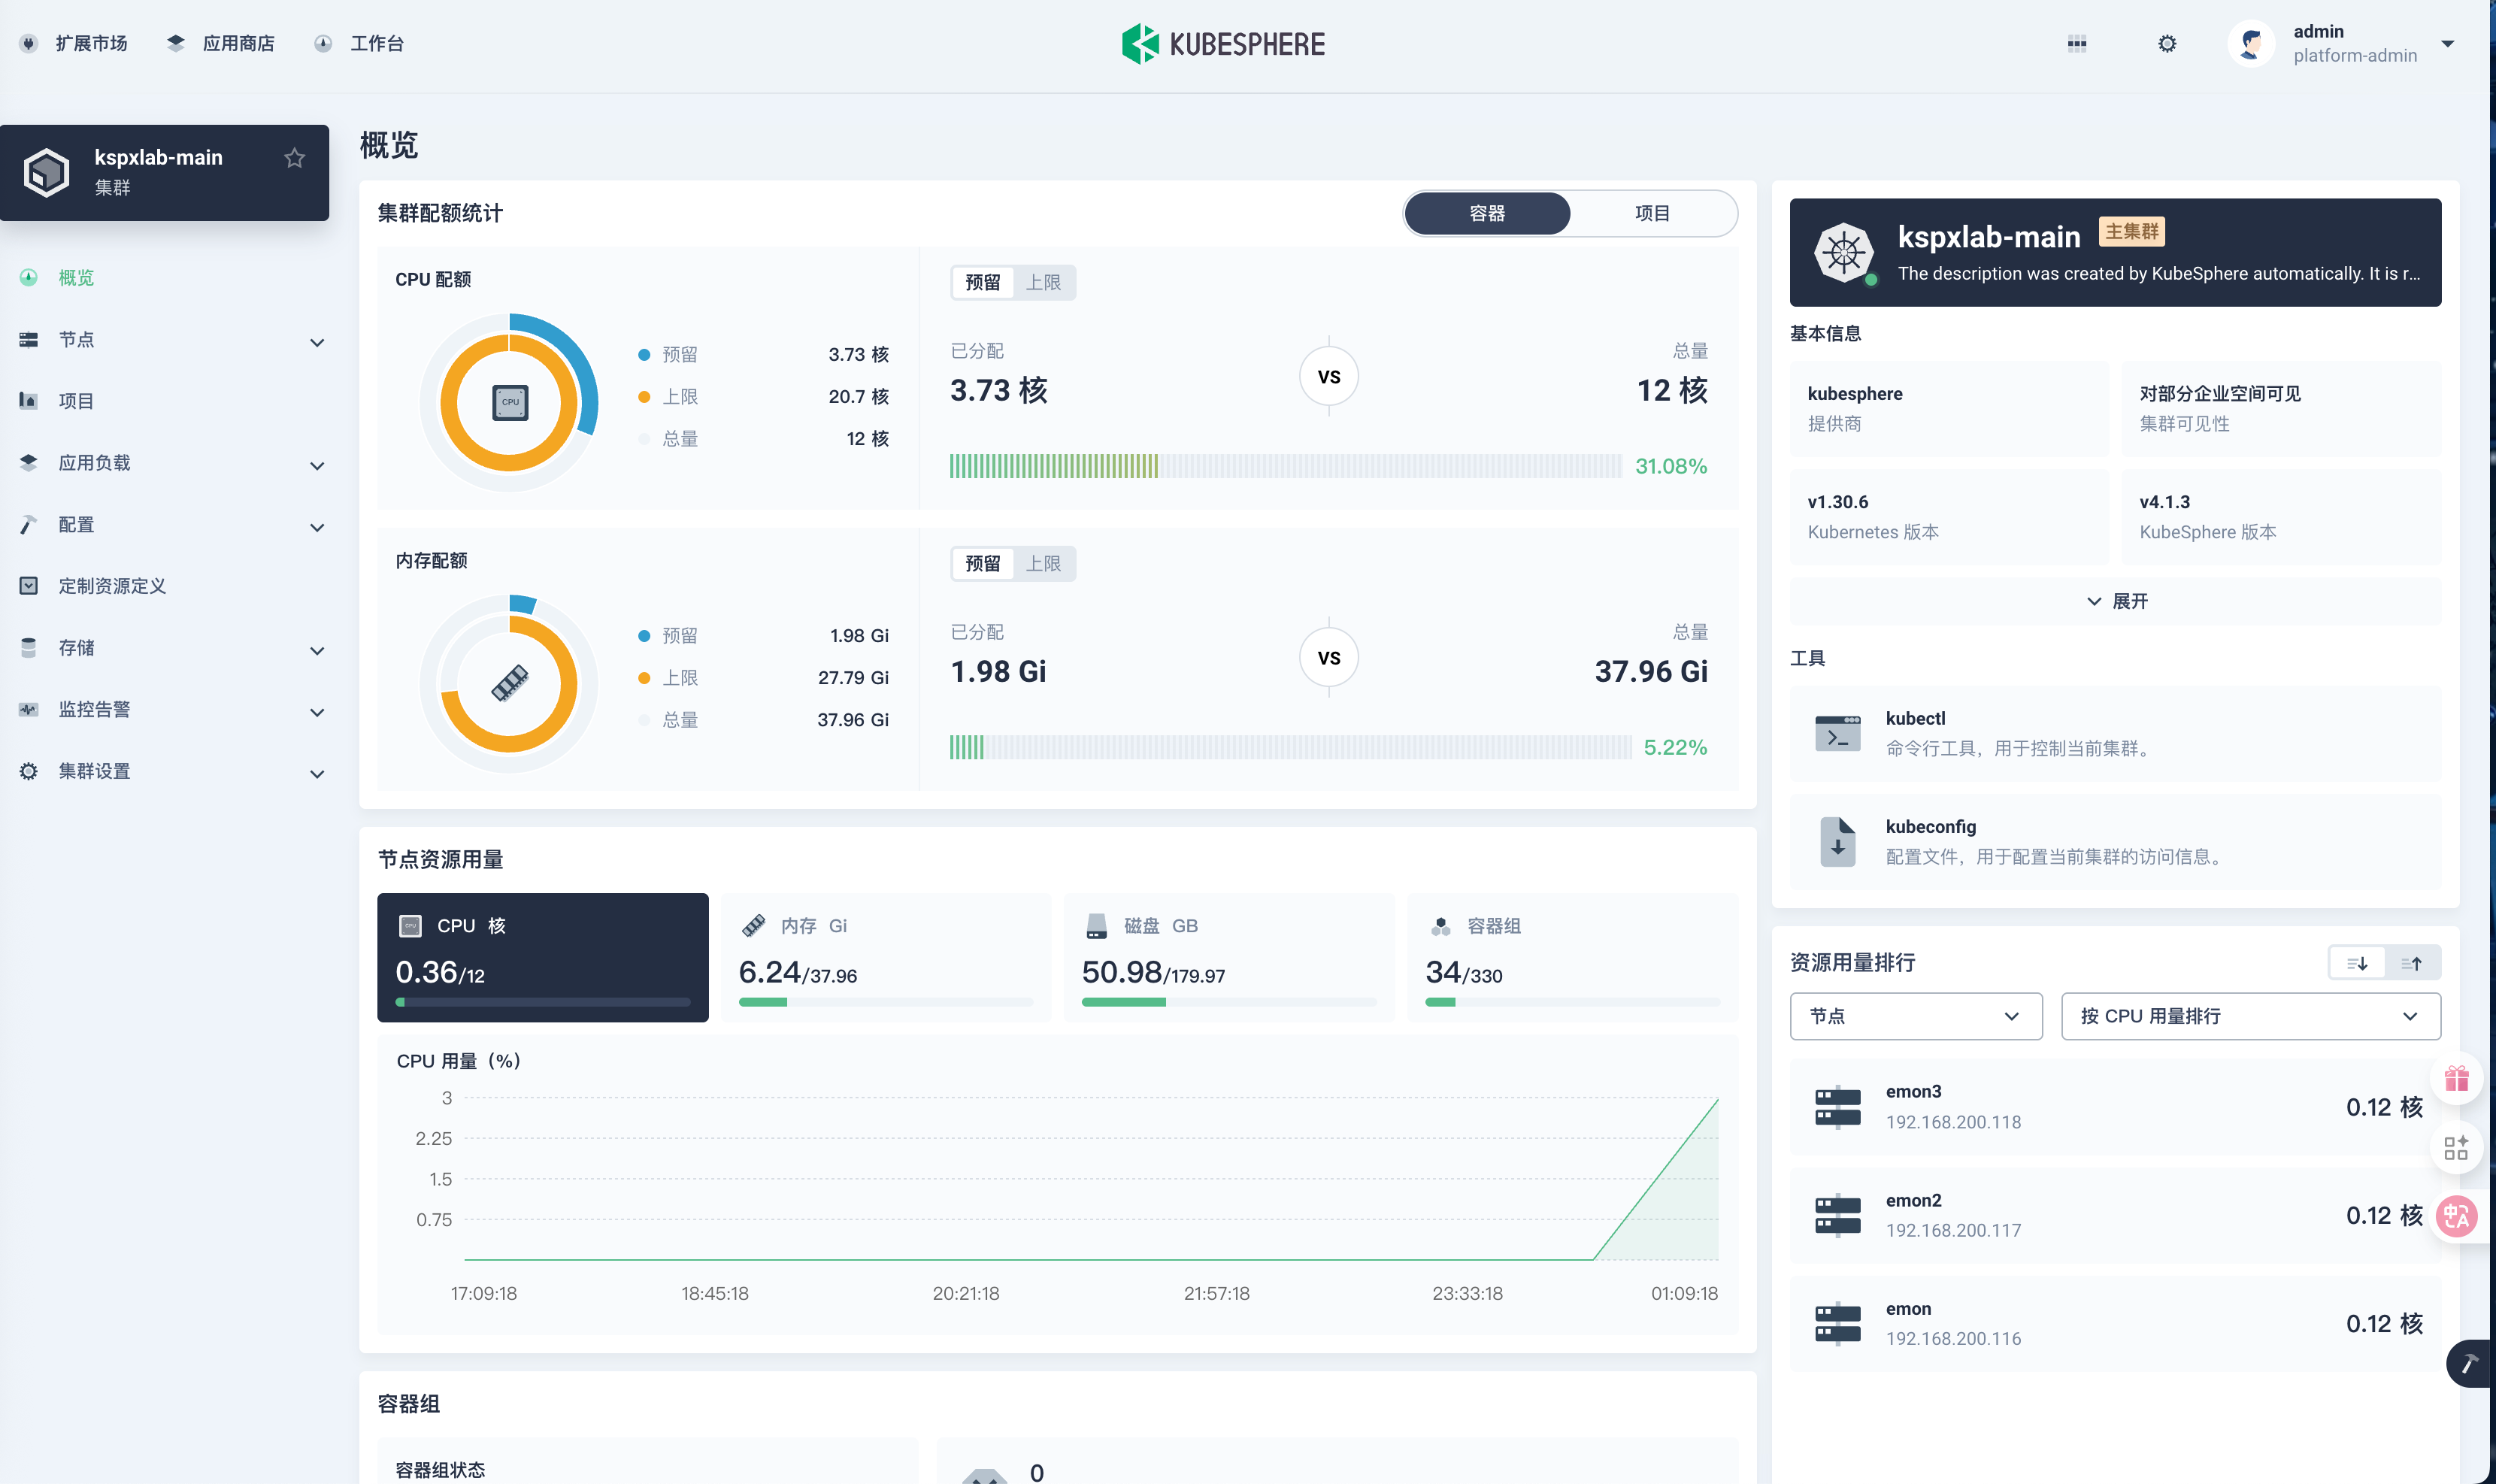 扩展市场
应用商店
工作台
KUBESPHERE
admin
platform-admin
kspxlab-main
集群
概览
节点
项目
应用负载
配置
定制资源定义
存储
监控告警
集群设置
概览
集群配额统计
容器
项目
CPU 配额
CPU
预留 3.73 核
上限 20.7 核
总量 12 核
预留 上限
已分配
3.73 核
VS
总量
12 核
31.08%
内存配额
预留 1.98 Gi
上限 27.79 Gi
总量 37.96 Gi
预留 上限
已分配
1.98 Gi
VS
总量
37.96 Gi
5.22%
节点资源用量
CPU 核
0.36/12
内存 Gi
6.24/37.96
磁盘 GB
50.98/179.97
容器组
34/330
CPU 用量（%）
3
2.25
1.5
0.75
17:09:18 18:45:18 20:21:18 21:57:18 23:33:18 01:09:18
容器组
容器组状态
0
kspxlab-main 主集群
The description was created by KubeSphere automatically. It is r...
基本信息
kubesphere
提供商
对部分企业空间可见
集群可见性
v1.30.6
Kubernetes 版本
v4.1.3
KubeSphere 版本
展开
工具
kubectl
命令行工具，用于控制当前集群。
kubeconfig
配置文件，用于配置当前集群的访问信息。
资源用量排行
节点
按 CPU 用量排行
emon3
192.168.200.118
0.12 核
emon2
192.168.200.117
0.12 核
emon
192.168.200.116
0.12 核